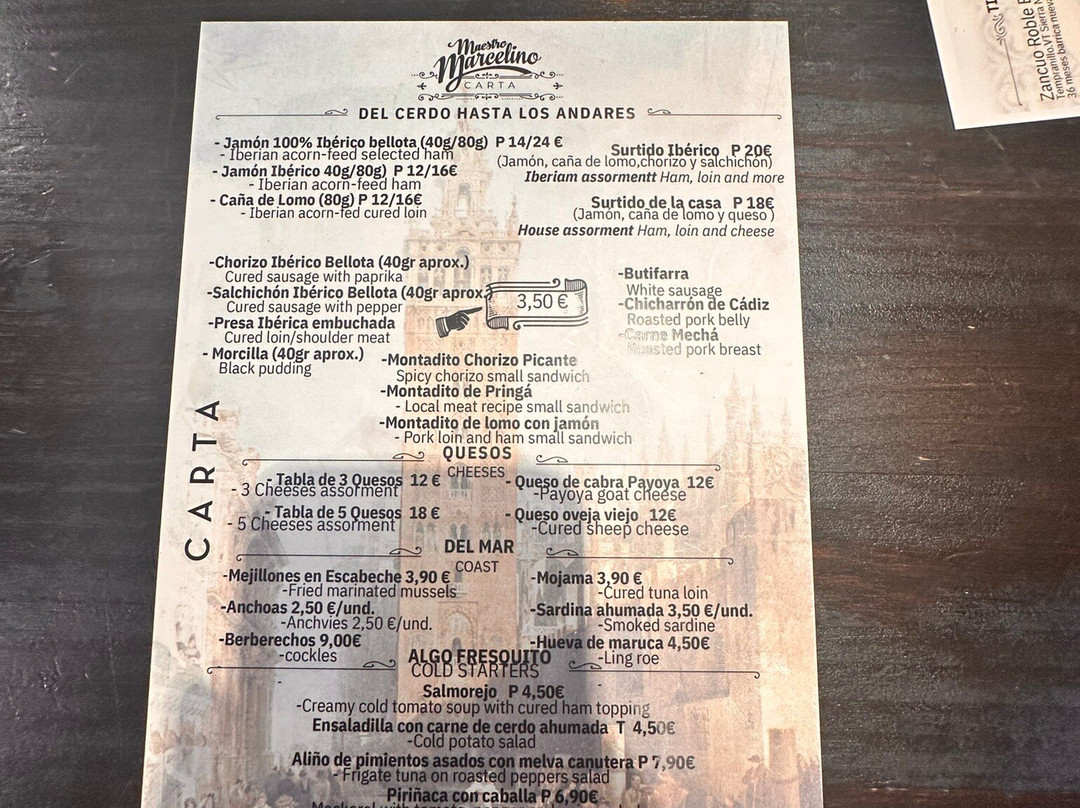 Maestro
Marcelino
CARTA
DEL CERDO HASTA LOS ANDARES
- Jamón 100% Ibérico bellota (40g/80g) P 14/24 €
- Iberian acorn-feed selected ham
- Jamón Ibérico 40g/80g) P 12/16€
- Iberian acorn-feed ham
- Caña de Lomo (80g) P 12/16€
- Iberian acorn-fed cured loin
Surtido Ibérico P 20€
(Jamón, caña de lomo,chorizo y salchichón)
Iberiam assormentt Ham, loin and more
Surtido de la casa P 18€
(Jamón, caña de lomo y queso )
House assorment Ham, loin and cheese
-Chorizo Ibérico Bellota (40gr aprox.)
Cured sausage with paprika
-Salchichón Ibérico Bellota (40gr aprox.)
Cured sausage with pepper
-Presa Ibérica embuchada
Cured loin/shoulder meat
- Morcilla (40gr aprox.)
Black pudding
3,50 €
-Butifarra
White sausage
-Chicharrón de Cádiz
Roasted pork belly
-Carne Mechá
Roasted pork breast
-Montadito Chorizo Picante
Spicy chorizo small sandwich
-Montadito de Pringá
- Local meat recipe small sandwich
-Montadito de lomo con jamón
- Pork loin and ham small sandwich
CARTA
QUESOS
CHEESES
- Tabla de 3 Quesos 12 €
- 3 Cheeses assorment
- Tabla de 5 Quesos 18 €
- 5 Cheeses assorment
- Queso de cabra Payoya 12€
-Payoya goat cheese
- Queso oveja viejo 12€
-Cured sheep cheese
DEL MAR
COAST
-Mejillones en Escabeche 3,90 €
-Fried marinated mussels
-Anchoas 2,50 €/und.
-Anchvies 2,50 €/und.
-Berberechos 9,00€
-cockles
-Mojama 3,90 €
-Cured tuna loin
-Sardina ahumada 3,50 €/und.
-Smoked sardine
-Hueva de maruca 4,50€
-Ling roe
ALGO FRESQUITO
COLD STARTERS
Salmorejo P 4,50€
-Creamy cold tomato soup with cured ham topping
Ensaladilla con carne de cerdo ahumada T 4,50€
-Cold potato salad
Aliño de pimientos asados con melva canutera P 7,90€
- Frigate tuna on roasted peppers salad
Piriñaca con caballa P 6,90€
Zancuo Roble
Tempranillo. VT Sierra
36 meses barrica